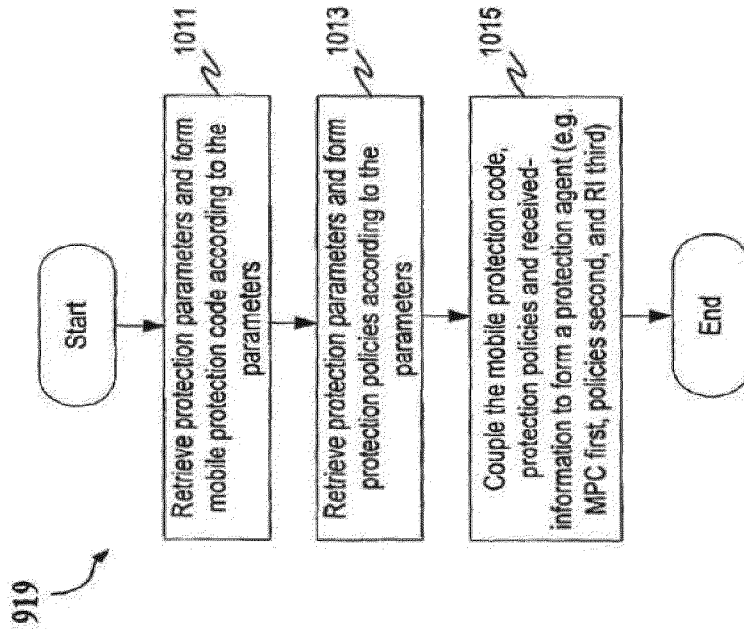 919
Start
Retrieve protection parameters and form
mobile protection code according to the
parameters
1011
Retrieve protection parameters and form
protection policies according to the
parameters
1013
Couple the mobile protection code,
protection policies and received-
information to form a protection agent (e.g.
MPC first, policies second, and RI third)
1015
End